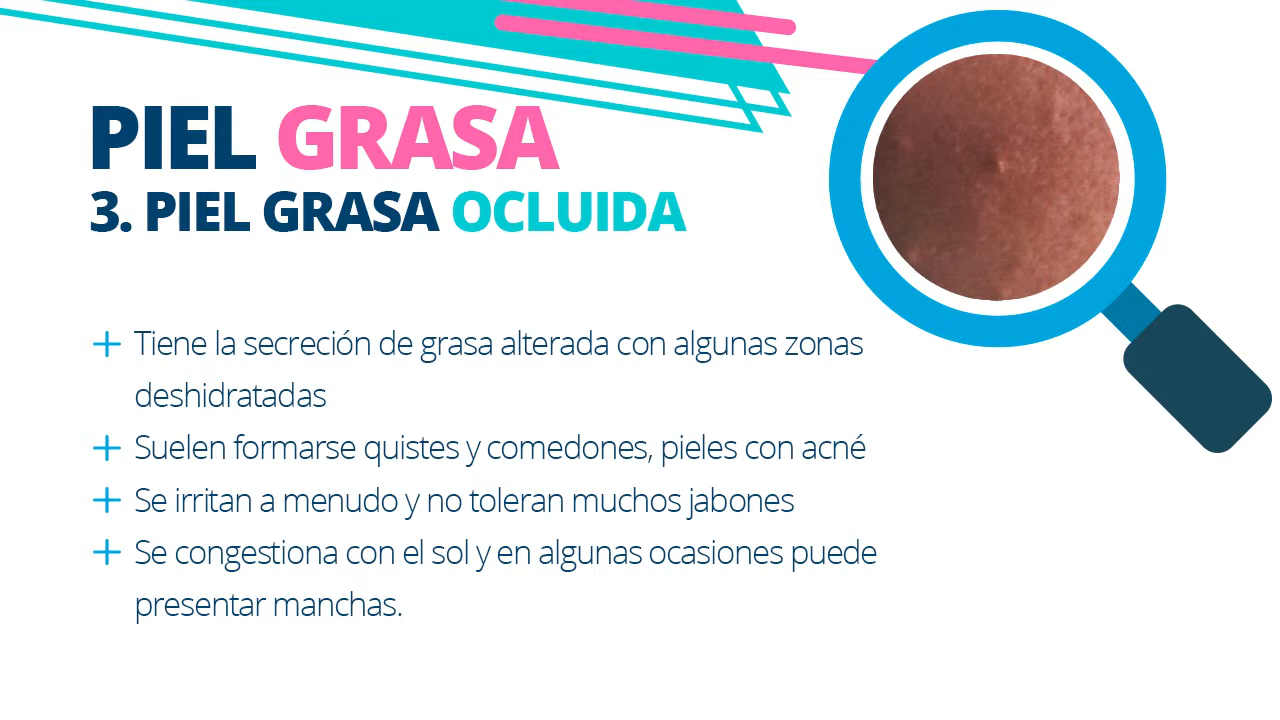 PIEL GRASA
3. PIEL GRASA OCLUIDA
Tiene la secreción de grasa alterada con algunas zonas
deshidratadas
Suelen formarse quistes y comedones, pieles con acné
Se irritan a menudo y no toleran muchos jabones
Se congestiona con el sol y en algunas ocasiones puede
presentar manchas.